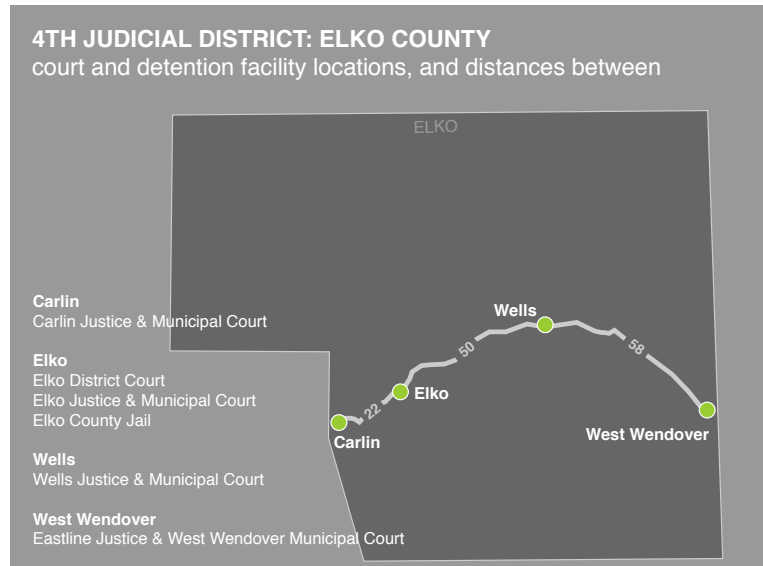 4TH JUDICIAL DISTRICT: ELKO COUNTY
court and detention facility locations, and distances between
ELKO
Carlin
Carlin Justice & Municipal Court
Elko
Elko District Court
Elko Justice & Municipal Court
Elko County Jail
Wells
Wells Justice & Municipal Court
West Wendover
Eastline Justice & West Wendover Municipal Court
Wells
50
58
Elko
22
West Wendover
Carlin